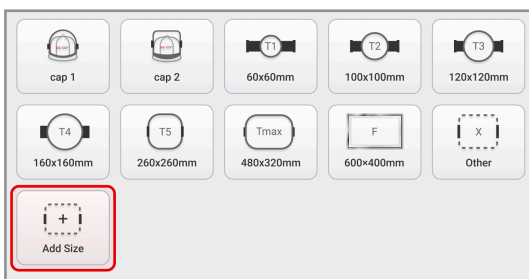 T1
T2
T3
cap 1
cap 2
60x60mm
100x100mm
120x120mm
T4
T5
Tmax
F
X
160x160mm
260x260mm
480x320mm
600×400mm
Other
+
Add Size